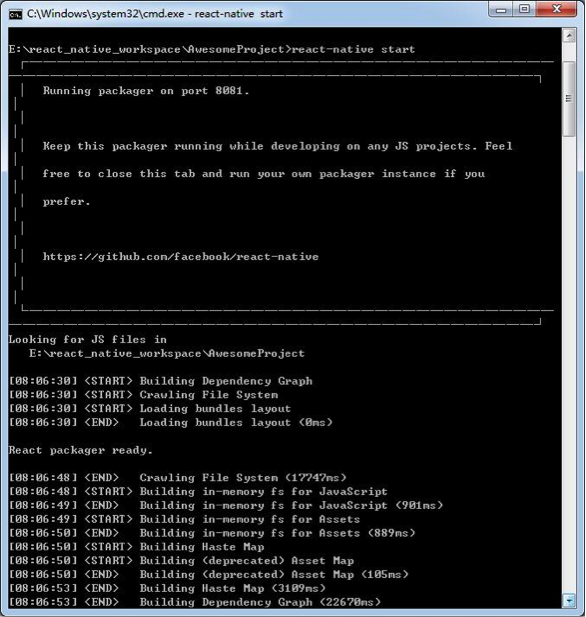 C:\Windows\system32\cmd.exe - react-native start
E:\react_native_workspace\AwesomeProject>react-native start
Running packager on port 8081.
Keep this packager running while developing on any JS projects. Feel
free to close this tab and run your own packager instance if you
prefer.
https://github.com/facebook/react-native
Looking for JS files in
E:\react_native_workspace\AwesomeProject
[08:06:30] <START> Building Dependency Graph
[08:06:30] <START> Crawling File System
[08:06:30] <START> Loading bundles layout
[08:06:30] <END>   Loading bundles layout (0ms)
React packager ready.
[08:06:48] <END>   Crawling File System (17747ms)
[08:06:48] <START> Building in-memory fs for JavaScript
[08:06:49] <END>   Building in-memory fs for JavaScript (901ms)
[08:06:49] <START> Building in-memory fs for Assets
[08:06:50] <END>   Building in-memory fs for Assets (889ms)
[08:06:50] <START> Building Haste Map
[08:06:50] <START> Building (deprecated) Asset Map
[08:06:50] <END>   Building (deprecated) Asset Map (105ms)
[08:06:53] <END>   Building Haste Map (3109ms)
[08:06:53] <END>   Building Dependency Graph (22670ms)